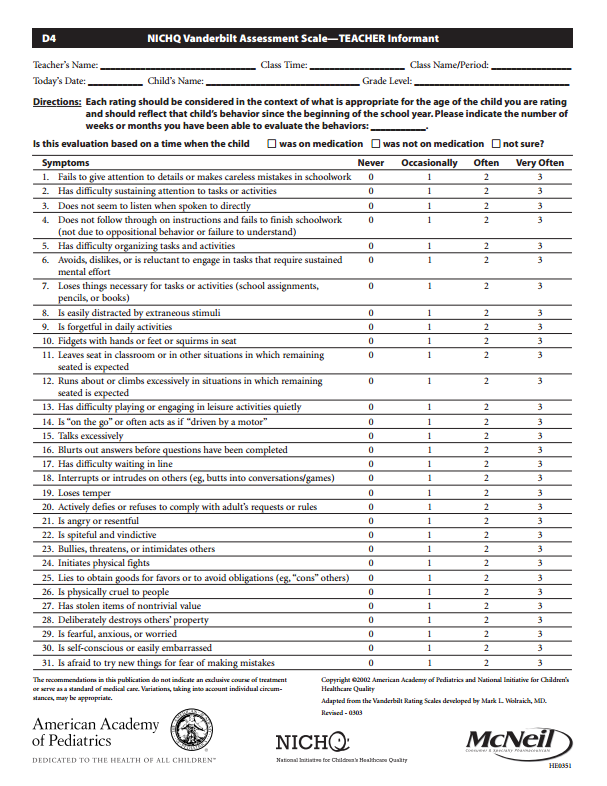 D4 NICHQ Vanderbilt Assessment Scale—TEACHER Informant
Teacher's Name: _______________ Class Time: _______________ Class Name/Period: _______________
Today's Date: _______________ Child's Name: _______________ Grade Level: _______________
Directions: Each rating should be considered in the context of what is appropriate for the age of the child you are rating
and should reflect that child's behavior since the beginning of the school year. Please indicate the number of
weeks or months you have been able to evaluate the behaviors: ___________.
Is this evaluation based on a time when the child ☐ was on medication ☐ was not on medication ☐ not sure?
Symptoms Never Occasionally Often Very Often
1. Fails to give attention to details or makes careless mistakes in schoolwork 0 1 2 3
2. Has difficulty sustaining attention to tasks or activities 0 1 2 3
3. Does not seem to listen when spoken to directly 0 1 2 3
4. Does not follow through on instructions and fails to finish schoolwork 0 1 2 3
(not due to oppositional behavior or failure to understand)
5. Has difficulty organizing tasks and activities 0 1 2 3
6. Avoids, dislikes, or is reluctant to engage in tasks that require sustained 0 1 2 3
mental effort
7. Loses things necessary for tasks or activities (school assignments, 0 1 2 3
pencils, or books)
8. Is easily distracted by extraneous stimuli 0 1 2 3
9. Is forgetful in daily activities 0 1 2 3
10. Fidgets with hands or feet or squirms in seat 0 1 2 3
11. Leaves seat in classroom or in other situations in which remaining 0 1 2 3
seated is expected
12. Runs about or climbs excessively in situations in which remaining 0 1 2 3
seated is expected
13. Has difficulty playing or engaging in leisure activities quietly 0 1 2 3
14. Is "on the go" or often acts as if "driven by a motor" 0 1 2 3
15. Talks excessively 0 1 2 3
16. Blurts out answers before questions have been completed 0 1 2 3
17. Has difficulty waiting in line 0 1 2 3
18. Interrupts or intrudes on others (eg, butts into conversations/games) 0 1 2 3
19. Loses temper 0 1 2 3
20. Actively defies or refuses to comply with adult's requests or rules 0 1 2 3
21. Is angry or resentful 0 1 2 3
22. Is spiteful and vindictive 0 1 2 3
23. Bullies, threatens, or intimidates others 0 1 2 3
24. Initiates physical fights 0 1 2 3
25. Lies to obtain goods for favors or to avoid obligations (eg, "cons" others) 0 1 2 3
26. Is physically cruel to people 0 1 2 3
27. Has stolen items of nontrivial value 0 1 2 3
28. Deliberately destroys others' property 0 1 2 3
29. Is fearful, anxious, or worried 0 1 2 3
30. Is self-conscious or easily embarrassed 0 1 2 3
31. Is afraid to try new things for fear of making mistakes 0 1 2 3
The recommendations in this publication do not indicate an exclusive course of treatment
or serve as a standard of medical care. Variations, taking into account individual circum-
stances, may be appropriate.
Copyright ©2002 American Academy of Pediatrics and National Initiative for Children's
Healthcare Quality
Adapted from the Vanderbilt Rating Scales developed by Mark L. Wolraich, MD.
Revised - 0303
American Academy
of Pediatrics
DEDICATED TO THE HEALTH OF ALL CHILDREN™
NICHQ
National Initiative for Children's Healthcare Quality
McNeil
Consumer & Specialty Pharmaceuticals
HE0351